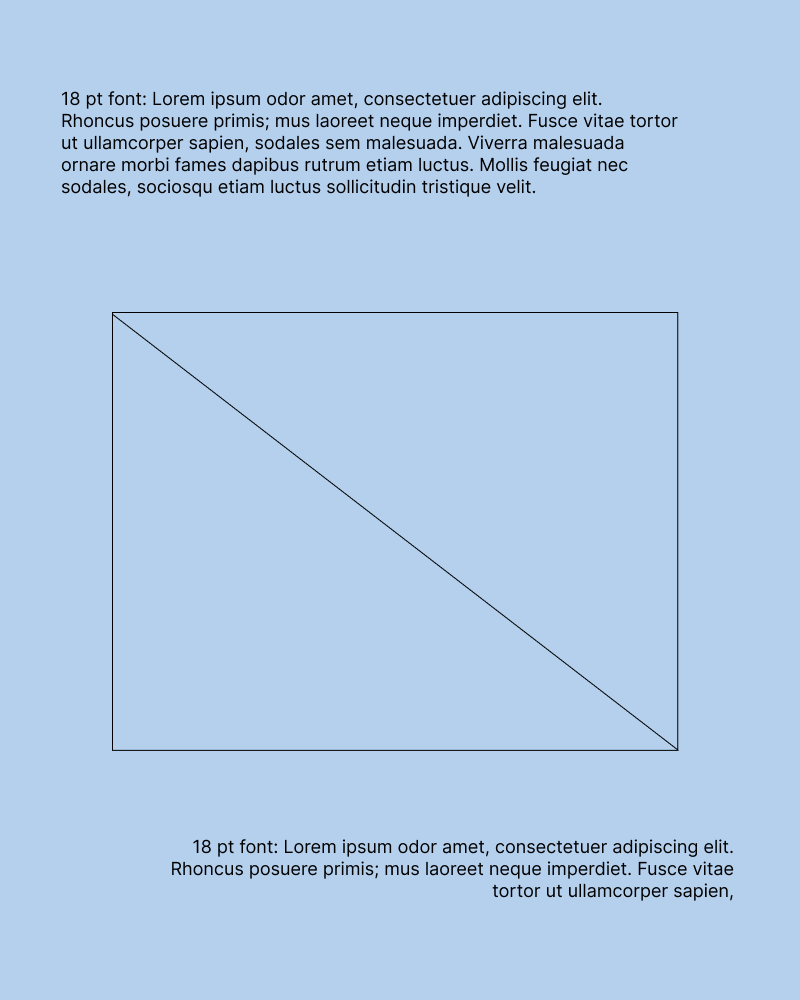 18 pt font: Lorem ipsum odor amet, consectetuer adipiscing elit.
Rhoncus posuere primis; mus laoreet neque imperdiet. Fusce vitae tortor
ut ullamcorper sapien, sodales sem malesuada. Viverra malesuada
ornare morbi fames dapibus rutrum etiam luctus. Mollis feugiat nec
sodales, sociosqu etiam luctus sollicitudin tristique velit.
18 pt font: Lorem ipsum odor amet, consectetuer adipiscing elit.
Rhoncus posuere primis; mus laoreet neque imperdiet. Fusce vitae
tortor ut ullamcorper sapien,